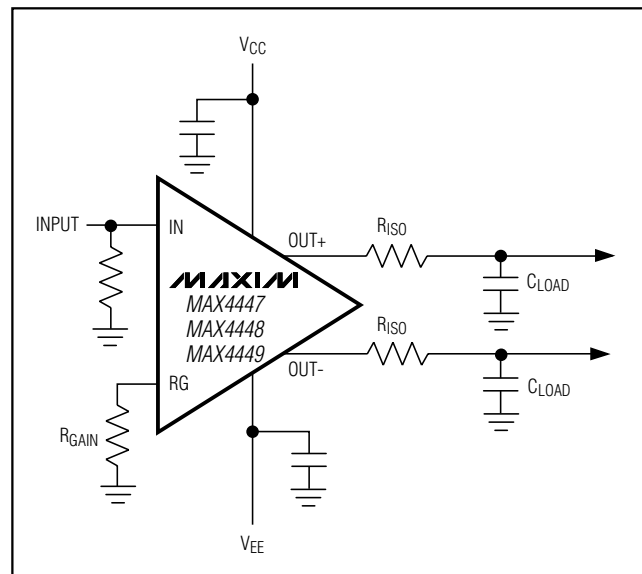 VCC
INPUT
IN
OUT+
RISO
CLOAD
MAXIM
MAX4447
MAX4448
MAX4449
RISO
OUT-
CLOAD
RG
RGAIN
VEE